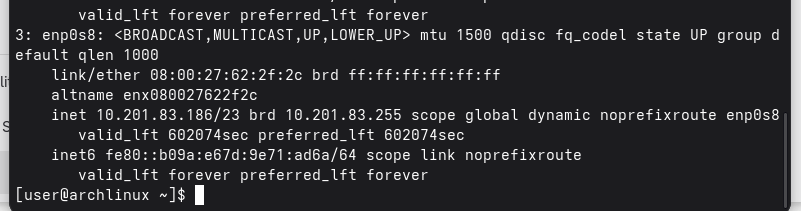 valid_lft forever preferred_lft forever
3: enp0s8: <BROADCAST,MULTICAST,UP,LOWER_UP> mtu 1500 qdisc fq_codel state UP group d
efault qlen 1000
    link/ether 08:00:27:62:2f:2c brd ff:ff:ff:ff:ff:ff
    altname enx080027622f2c
    inet 10.201.83.186/23 brd 10.201.83.255 scope global dynamic noprefixroute enp0s8
       valid_lft 602074sec preferred_lft 602074sec
    inet6 fe80::b09a:e67d:9e71:ad6a/64 scope link noprefixroute
       valid_lft forever preferred_lft forever
[user@archlinux ~]$